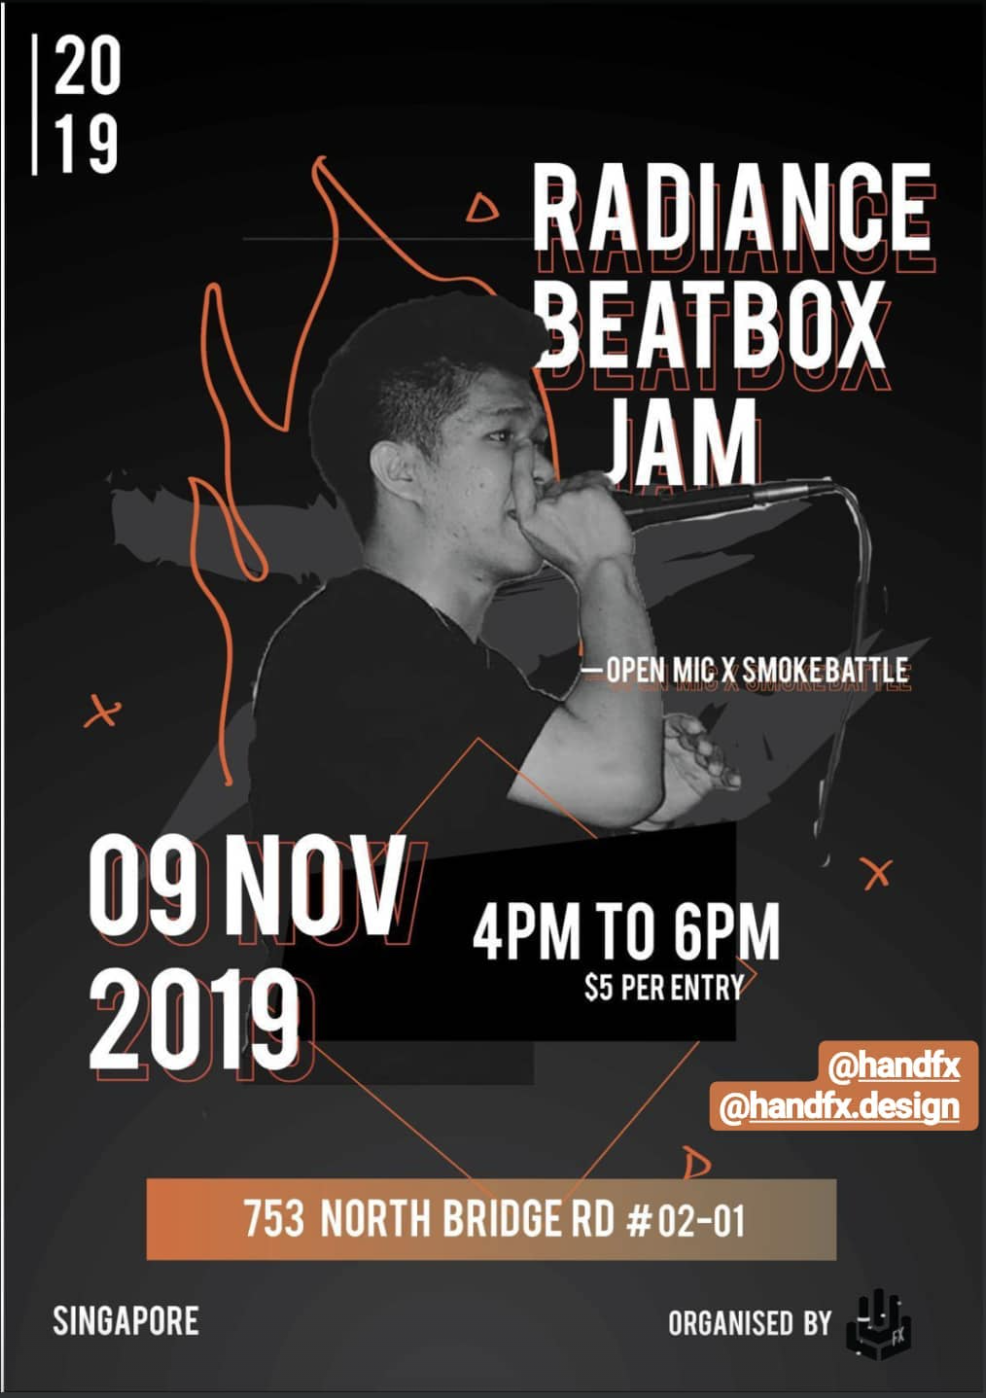 20
19
RADIANCE
BEATBOX
JAM
—OPEN MIC X SMOKEBATTLE
09 NOV
2019
4PM TO 6PM
$5 PER ENTRY
@handfx
@handfx.design
753 NORTH BRIDGE RD #02-01
SINGAPORE
ORGANISED BY
FX